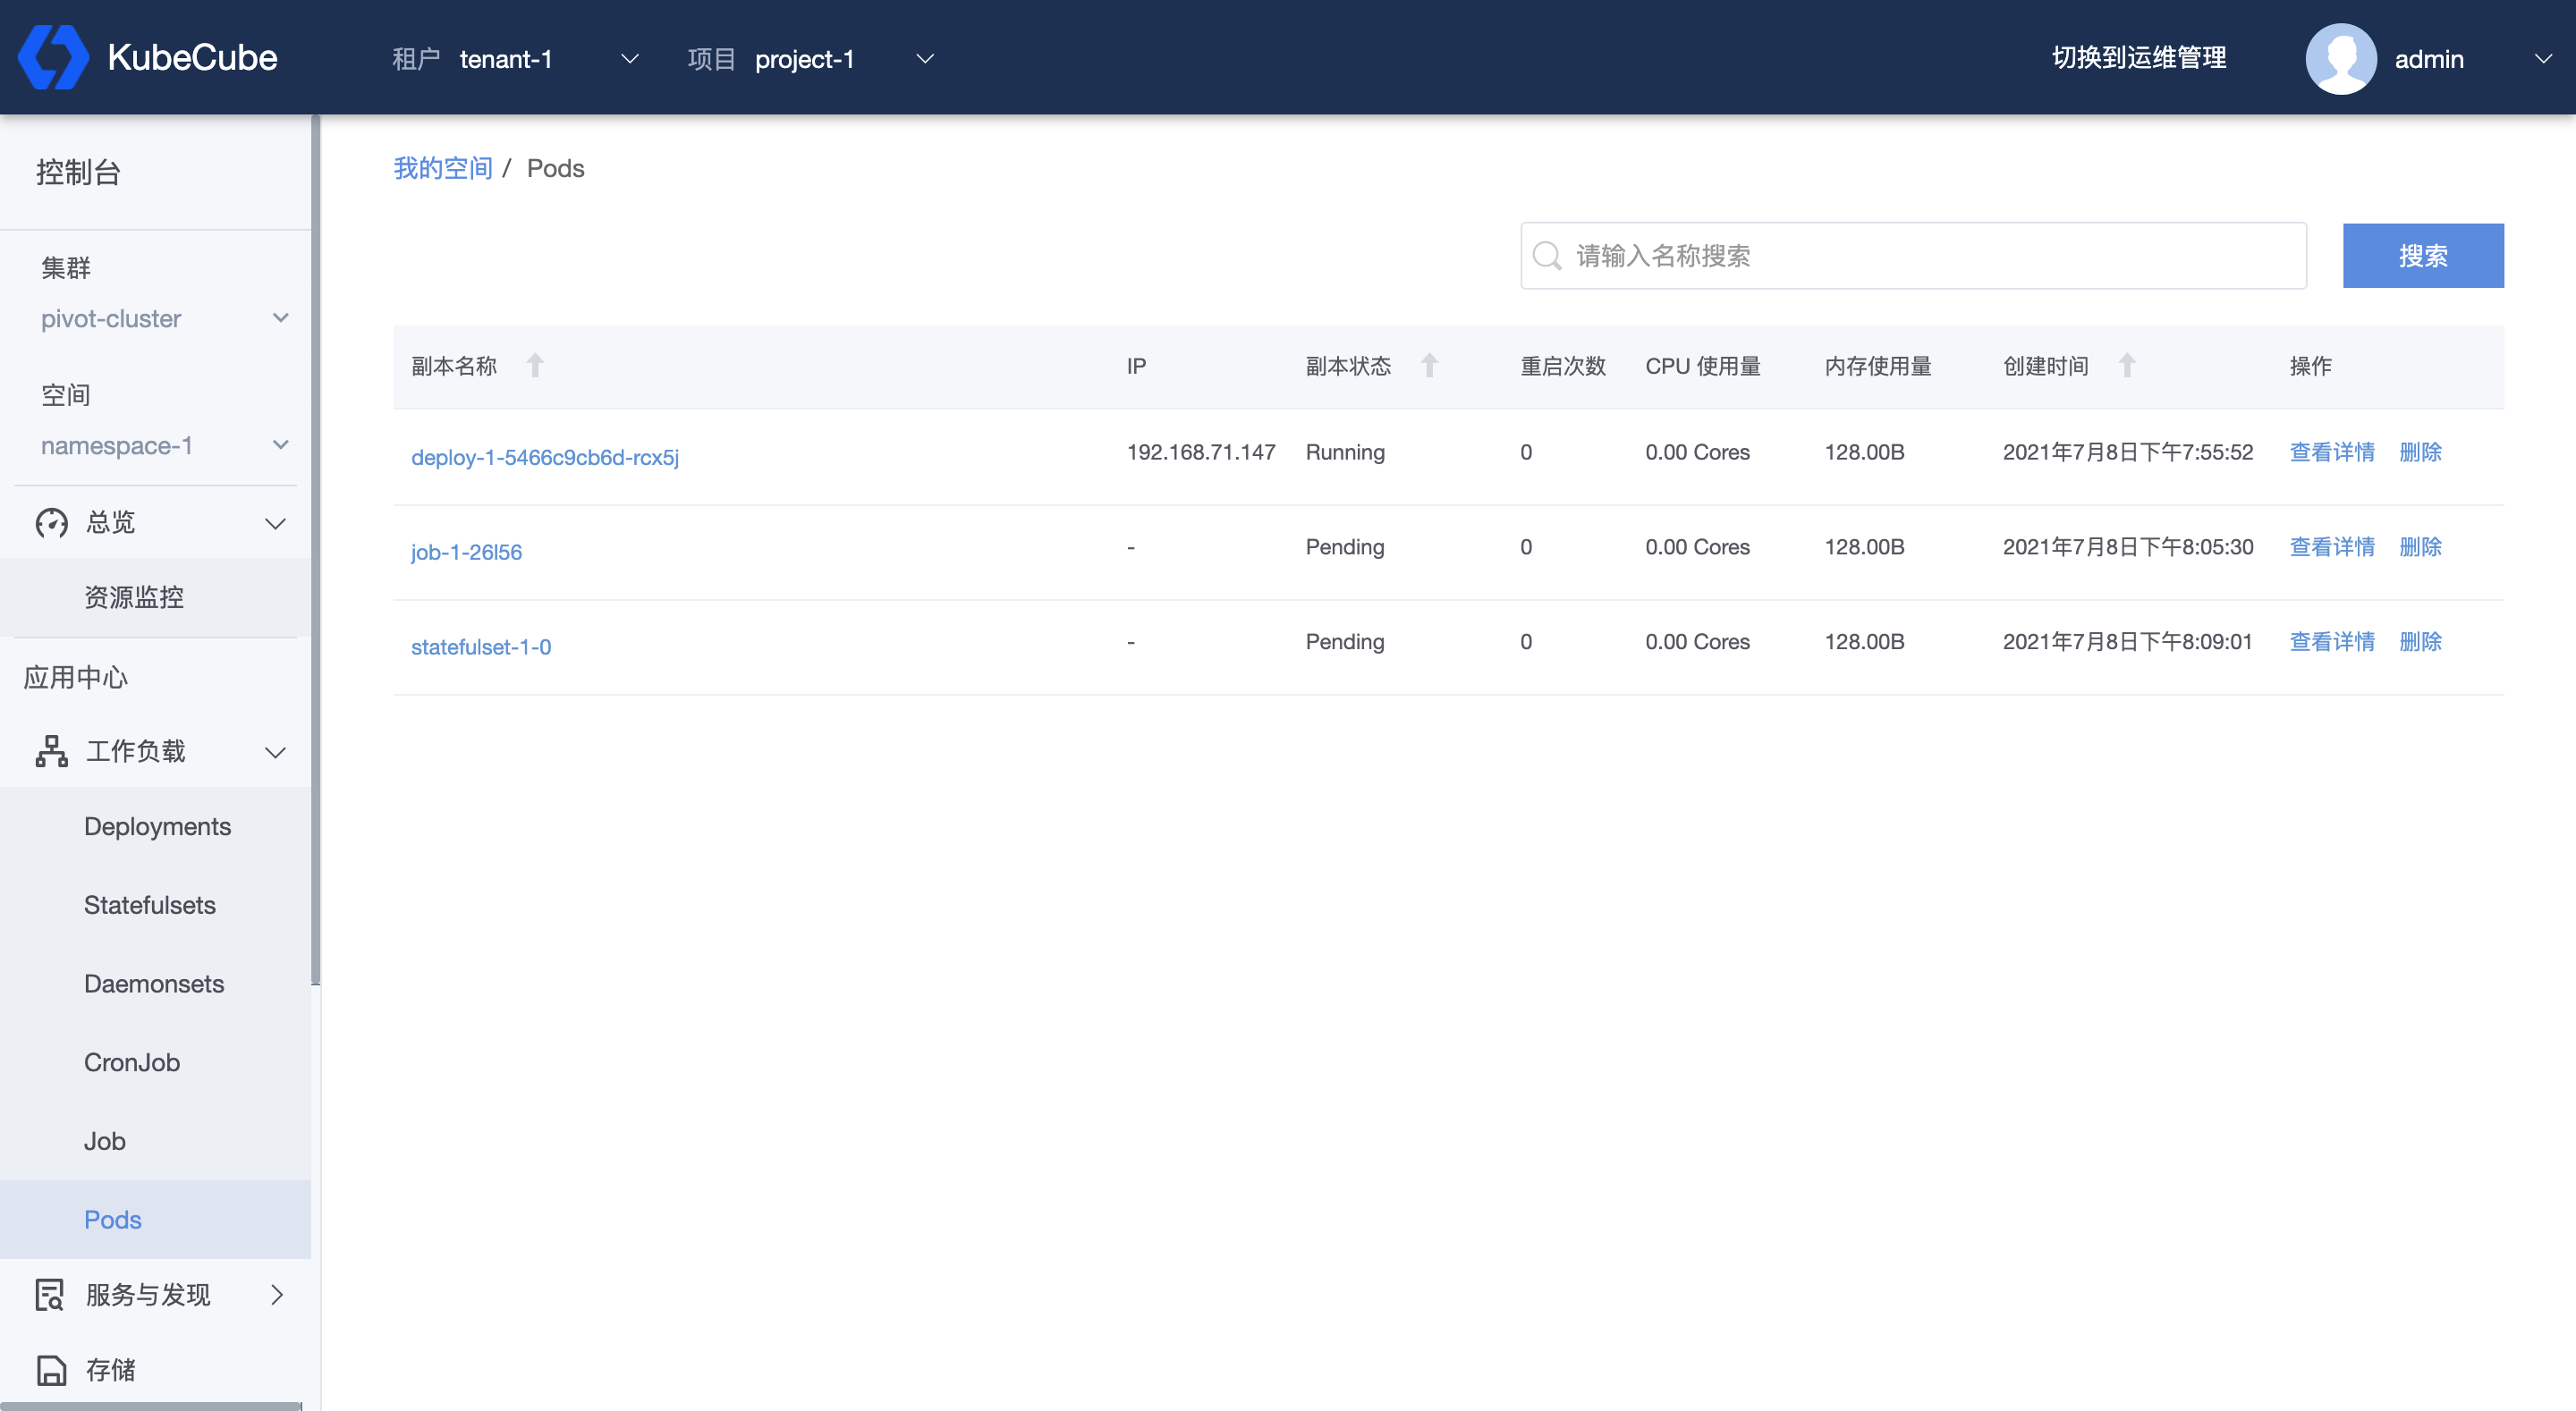 KubeCube 租户 tenant-1 项目 project-1 切换到运维管理 admin
控制台
集群
pivot-cluster
空间
namespace-1
总览
资源监控
应用中心
工作负载
Deployments
Statefulsets
Daemonsets
CronJob
Job
Pods
服务与发现
存储
我的空间 / Pods
请输入名称搜索 搜索
副本名称 IP 副本状态 重启次数 CPU 使用量 内存使用量 创建时间 操作
deploy-1-5466c9cb6d-rcx5j 192.168.71.147 Running 0 0.00 Cores 128.00B 2021年7月8日下午7:55:52 查看详情 删除
job-1-26l56 - Pending 0 0.00 Cores 128.00B 2021年7月8日下午8:05:30 查看详情 删除
statefulset-1-0 - Pending 0 0.00 Cores 128.00B 2021年7月8日下午8:09:01 查看详情 删除